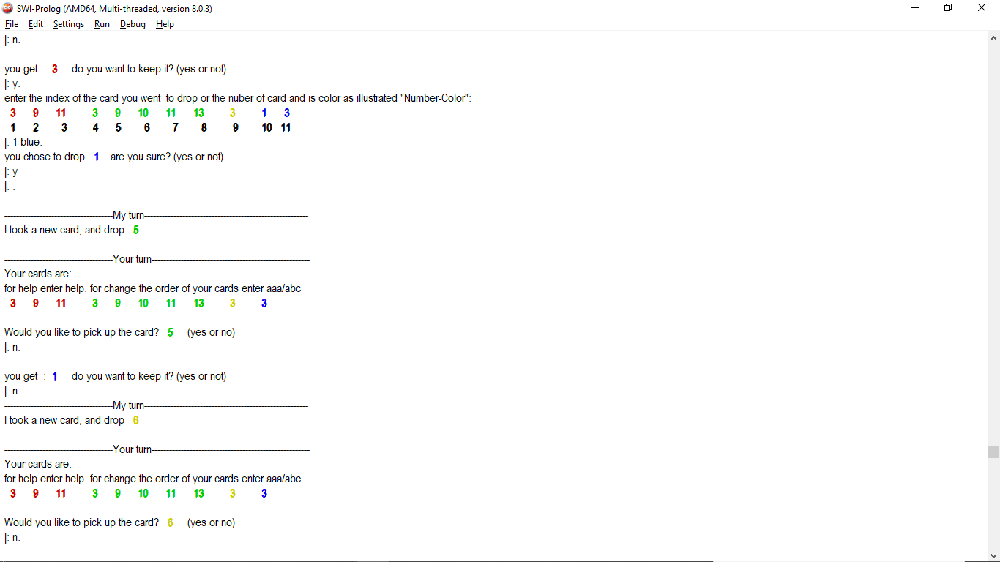 SWI-Prolog (AMD64, Multi-threaded, version 8.0.3)
File Edit Settings Run Debug Help
|: n.
you get : 3 do you want to keep it? (yes or not)
|: y.
enter the index of the card you went to drop or the nuber of card and is color as illustrated "Number-Color":
3 9 11 3 9 10 11 13 3 1 3
1 2 3 4 5 6 7 8 9 10 11
|: 1-blue.
you chose to drop 1 are you sure? (yes or not)
|: y
|: .
-------------------------------------My turn--------------------------------------------------------
I took a new card, and drop 5
-------------------------------------Your turn------------------------------------------------------
Your cards are:
for help enter help. for change the order of your cards enter aaa/abc
3 9 11 3 9 10 11 13 3 3
Would you like to pick up the card? 5 (yes or no)
|: n.
you get : 1 do you want to keep it? (yes or not)
|: n.
-------------------------------------My turn--------------------------------------------------------
I took a new card, and drop 6
-------------------------------------Your turn------------------------------------------------------
Your cards are:
for help enter help. for change the order of your cards enter aaa/abc
3 9 11 3 9 10 11 13 3 3
Would you like to pick up the card? 6 (yes or no)
|: n.